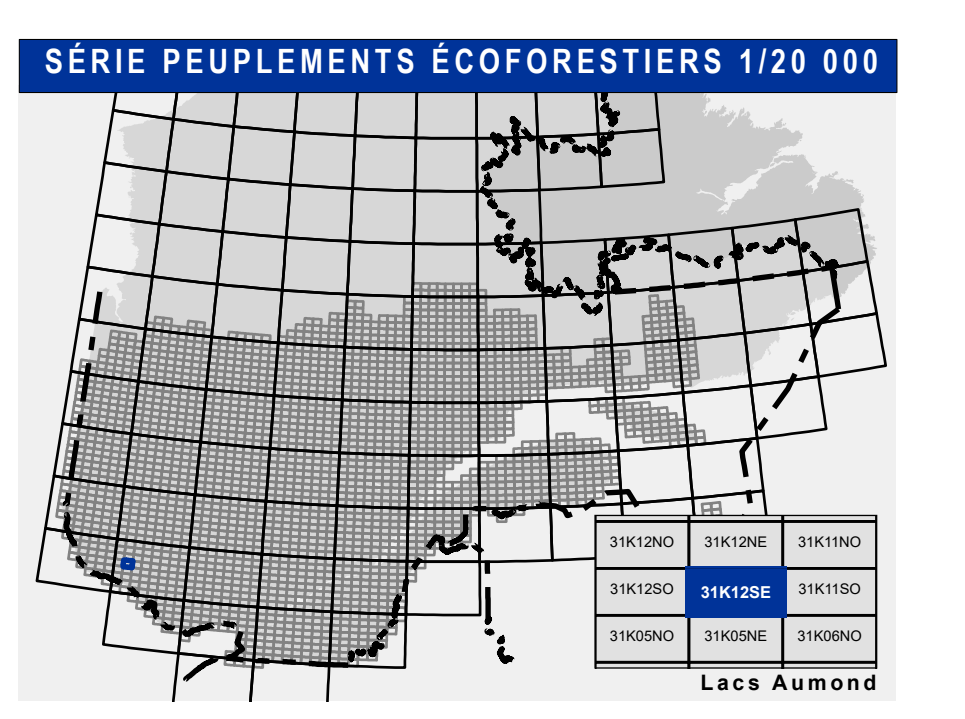 SÉRIE PEUPLEMENTS ÉCOFORESTIERS 1/20 000
31K12NO 31K12NE 31K11NO
31K12SO 31K12SE 31K11SO
31K05NO 31K05NE 31K06NO
Lacs Aumond